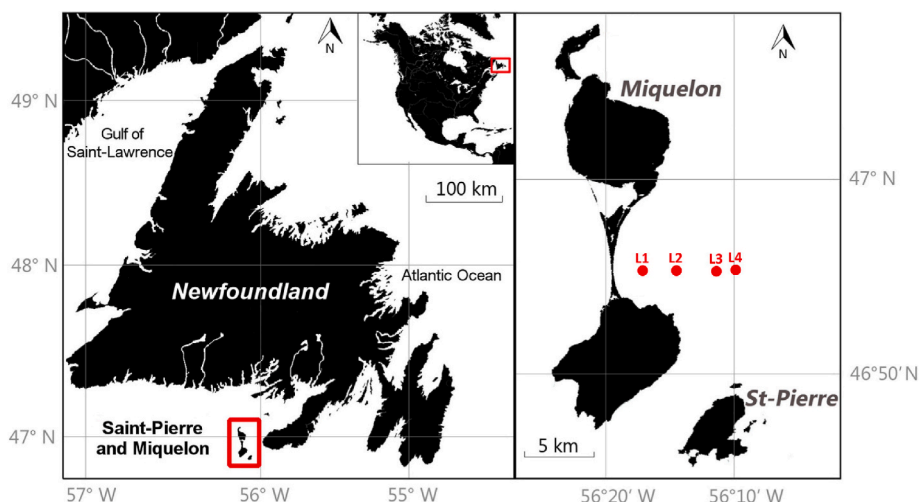 N
49° N
Gulf of
Saint-Lawrence
100 km
48° N
Atlantic Ocean
Newfoundland
Saint-Pierre
and Miquelon
47° N
57° W
56° W
55° W
N
Miquelon
47° N
L1
L2
L3
L4
46°50' N
St-Pierre
5 km
56°20' W
56°10' W